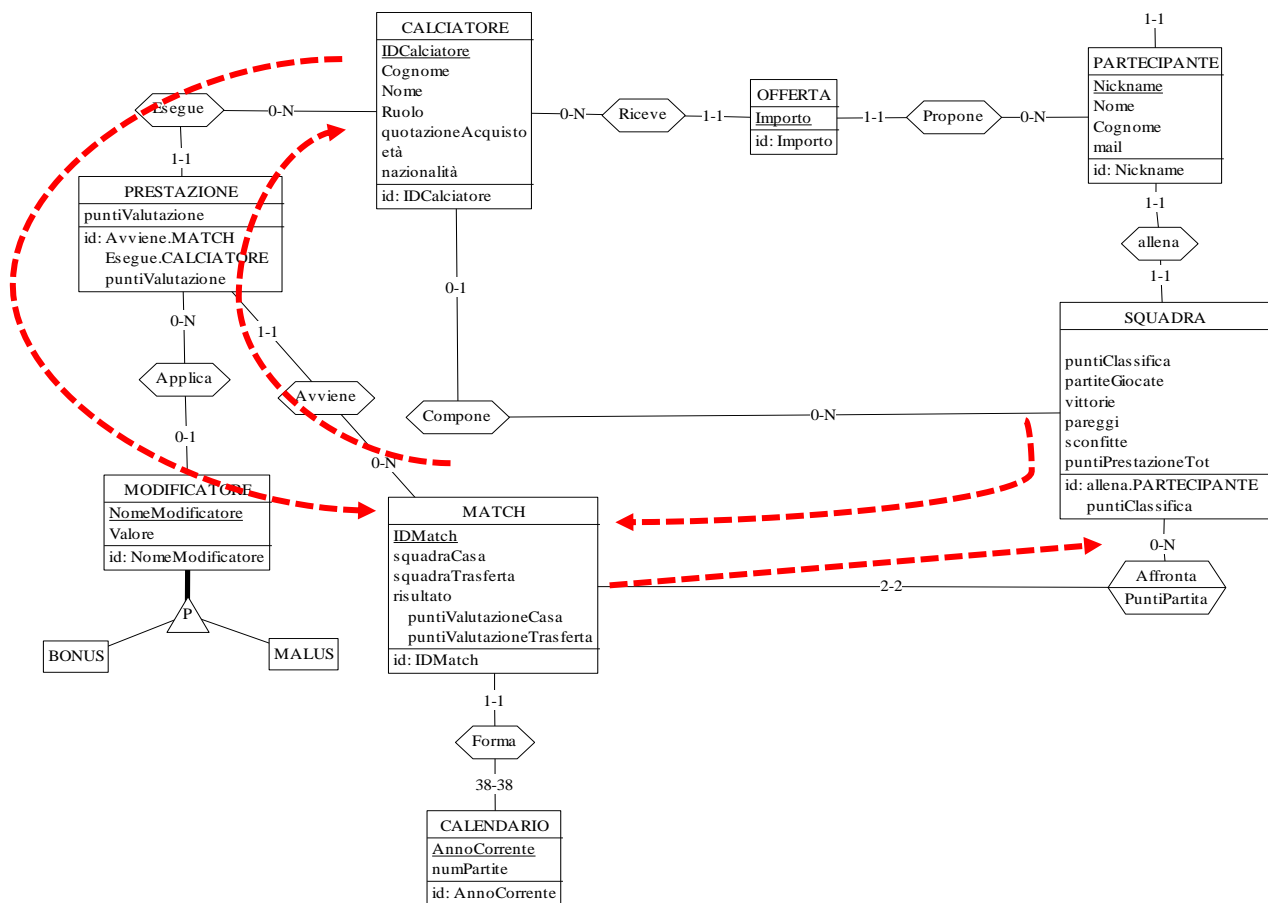 CALCIATORE
IDCalciatore
Cognome
Nome
Ruolo
quotazioneAcquisto
età
nazionalità
id: IDCalciatore
1-1
PARTECIPANTE
Nickname
Nome
Cognome
mail
id: Nickname
OFFERTA
Importo
id: Importo
Esegue
0-N
0-N
Riceve
1-1
1-1
Propone
0-N
1-1
PRESTAZIONE
puntiValutazione
id: Avviene.MATCH
Esegue.CALCIATORE
puntiValutazione
1-1
allena
1-1
0-1
0-N
1-1
SQUADRA
puntiClassifica
partiteGiocate
vittorie
pareggi
sconfitte
puntiPrestazioneTot
id: allena.PARTECIPANTE
puntiClassifica
Applica
Avviene
Compone
0-N
0-1
0-N
MODIFICATORE
NomeModificatore
Valore
id: NomeModificatore
MATCH
IDMatch
squadraCasa
squadraTrasferta
risultato
puntiValutazioneCasa
puntiValutazioneTrasferta
id: IDMatch
0-N
2-2
Affronta
PuntiPartita
P
BONUS
MALUS
1-1
Forma
38-38
CALENDARIO
AnnoCorrente
numPartite
id: AnnoCorrente